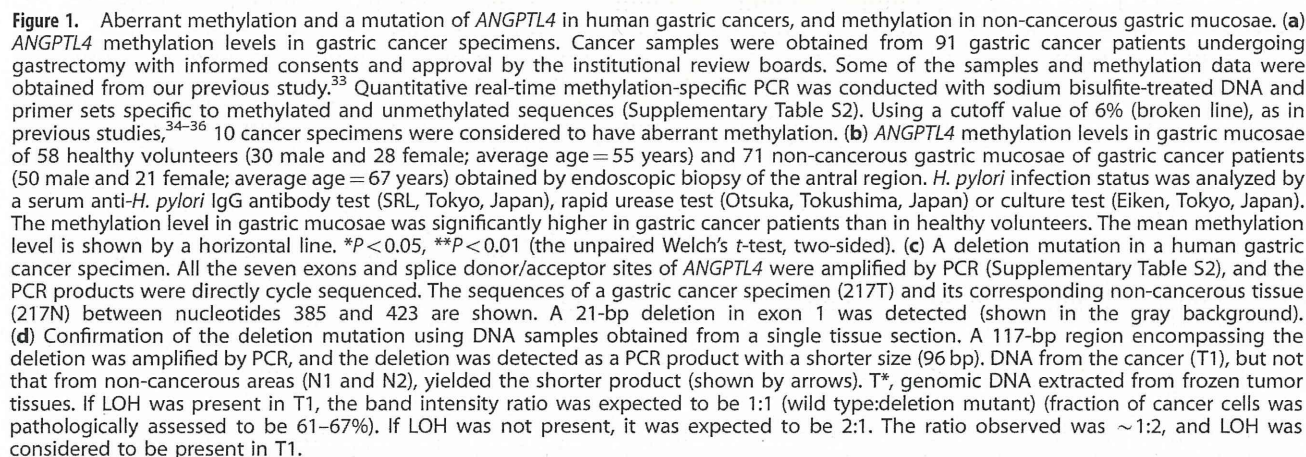 Figure 1. Aberrant methylation and a mutation of ANGPTL4 in human gastric cancers, and methylation in non-cancerous gastric mucosae. (a)
ANGPTL4 methylation levels in gastric cancer specimens. Cancer samples were obtained from 91 gastric cancer patients undergoing
gastrectomy with informed consents and approval by the institutional review boards. Some of the samples and methylation data were
obtained from our previous study.33 Quantitative real-time methylation-specific PCR was conducted with sodium bisulfite-treated DNA and
primer sets specific to methylated and unmethylated sequences (Supplementary Table S2). Using a cutoff value of 6% (broken line), as in
previous studies,34–36 10 cancer specimens were considered to have aberrant methylation. (b) ANGPTL4 methylation levels in gastric mucosae
of 58 healthy volunteers (30 male and 28 female; average age = 55 years) and 71 non-cancerous gastric mucosae of gastric cancer patients
(50 male and 21 female; average age = 67 years) obtained by endoscopic biopsy of the antral region. H. pylori infection status was analyzed by
a serum anti-H. pylori IgG antibody test (SRL, Tokyo, Japan), rapid urease test (Otsuka, Tokushima, Japan) or culture test (Eiken, Tokyo, Japan).
The methylation level in gastric mucosae was significantly higher in gastric cancer patients than in healthy volunteers. The mean methylation
level is shown by a horizontal line. *P<0.05, **P<0.01 (the unpaired Welch's t-test, two-sided). (c) A deletion mutation in a human gastric
cancer specimen. All the seven exons and splice donor/acceptor sites of ANGPTL4 were amplified by PCR (Supplementary Table S2), and the
PCR products were directly cycle sequenced. The sequences of a gastric cancer specimen (217T) and its corresponding non-cancerous tissue
(217N) between nucleotides 385 and 423 are shown. A 21-bp deletion in exon 1 was detected (shown in the gray background).
(d) Confirmation of the deletion mutation using DNA samples obtained from a single tissue section. A 117-bp region encompassing the
deletion was amplified by PCR, and the deletion was detected as a PCR product with a shorter size (96 bp). DNA from the cancer (T1), but not
that from non-cancerous areas (N1 and N2), yielded the shorter product (shown by arrows). T*, genomic DNA extracted from frozen tumor
tissues. If LOH was present in T1, the band intensity ratio was expected to be 1:1 (wild type:deletion mutant) (fraction of cancer cells was
pathologically assessed to be 61–67%). If LOH was not present, it was expected to be 2:1. The ratio observed was ~1:2, and LOH was
considered to be present in T1.